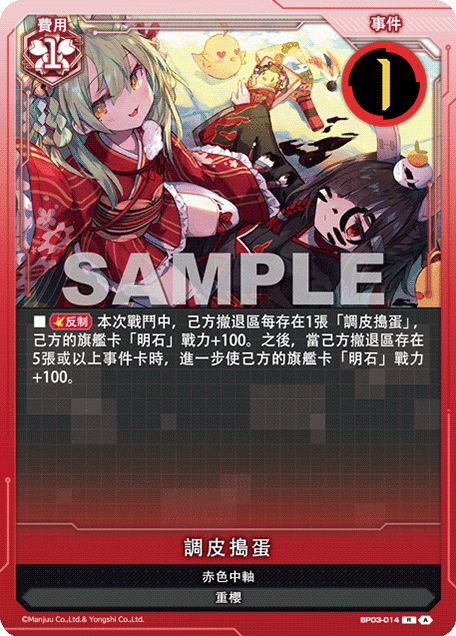 費用
事件
1
1
SAMPLE
■ 反制 本次戰鬥中，己方撤退區每存在1張「調皮搗蛋」，
己方的旗艦卡「明石」戰力+100。之後，當己方撤退區存在
5張或以上事件卡時，進一步使己方的旗艦卡「明石」戰力
+100。
調皮搗蛋
赤色中軸
重櫻
©Manjuu Co.,Ltd.& Yongshi Co.,Ltd. BP03-014 R A